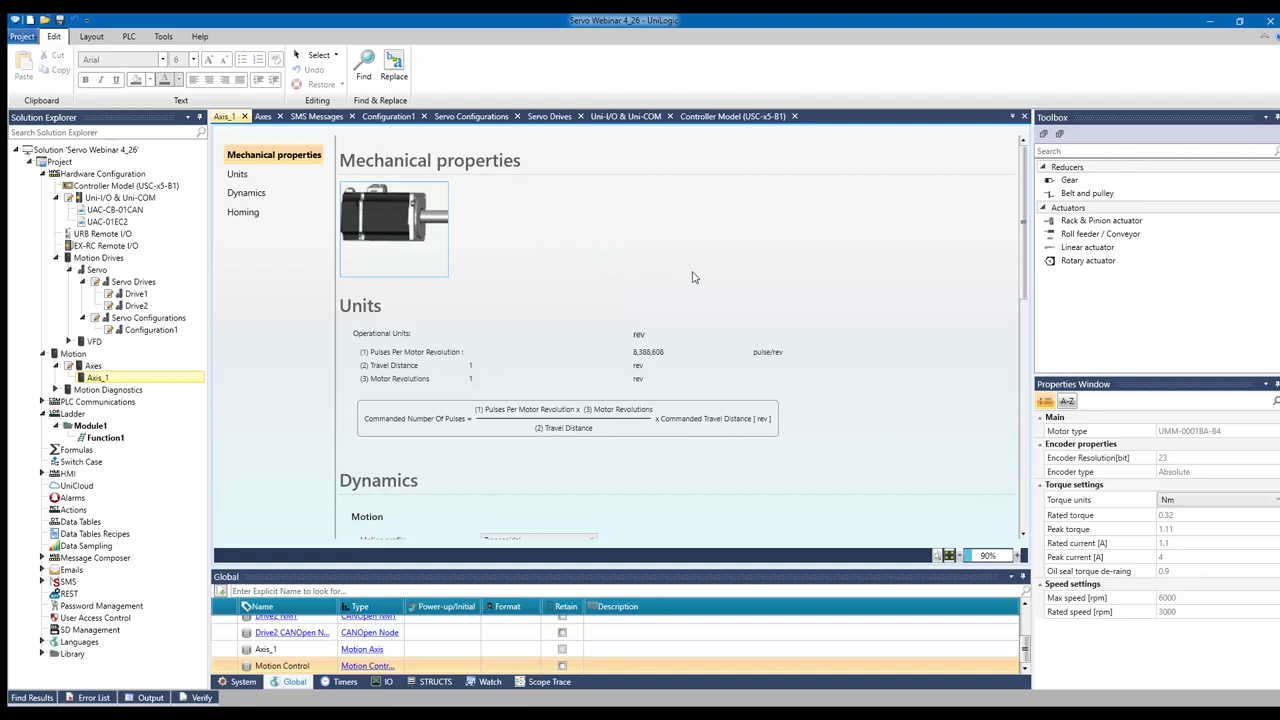 Servo Webinar 4_26 - UniLogic
Project Edit Layout PLC Tools Help
Paste
Cut
Copy
Clipboard
Arial 6
B I U A
Text
Select
Undo
Restore
Editing
Find
Replace
Find & Replace
Solution Explorer
Search Solution Explorer
Solution 'Servo Webinar 4_26'
Project
Hardware Configuration
Controller Model (USC-x5-B1)
Uni-I/O & Uni-COM
UAC-CB-01CAN
UAC-01EC2
URB Remote I/O
EX-RC Remote I/O
Motion Drives
Servo
Servo Drives
Drive1
Drive2
Servo Configurations
Configuration1
VFD
Motion
Axes
Axis_1
Motion Diagnostics
PLC Communications
Ladder
Module1
Function1
Formulas
Switch Case
HMI
UniCloud
Alarms
Actions
Data Tables
Data Tables Recipes
Data Sampling
Message Composer
Emails
SMS
REST
Password Management
User Access Control
SD Management
Languages
Library
Axis_1 Axes SMS Messages Configuration1 Servo Configurations Servo Drives Uni-I/O & Uni-COM Controller Model (USC-x5-B1)
Mechanical properties
Units
Dynamics
Homing
Mechanical properties
Units
Operational Units: rev
(1) Pulses Per Motor Revolution : 8,388,608 pulse/rev
(2) Travel Distance 1 rev
(3) Motor Revolutions 1 rev
(1) Pulses Per Motor Revolution x (3) Motor Revolutions
Commanded Number Of Pulses = x Commanded Travel Distance [ rev ]
(2) Travel Distance
Dynamics
Motion
90%
Global
Enter Explicit Name to look for...
Name Type Power-up/Initial Format Retain Description
Drive2 NMT CANOpen NMT
Drive2 CANOpen N... CANOpen Node
Axis_1 Motion Axis
Motion Control Motion Contr...
System Global Timers IO STRUCTS Watch Scope Trace
Toolbox
Search
Reducers
Gear
Belt and pulley
Actuators
Rack & Pinion actuator
Roll feeder / Conveyor
Linear actuator
Rotary actuator
Properties Window
A-Z
Main
Motor type UMM-0001BA-B4
Encoder properties
Encoder Resolution[bit] 23
Encoder type Absolute
Torque settings
Torque units Nm
Rated torque 0.32
Peak torque 1.11
Rated current [A] 1.1
Peak current [A] 4
Oil seal torque de-raing 0.9
Speed settings
Max speed [rpm] 6000
Rated speed [rpm] 3000
Find Results Error List Output Verify